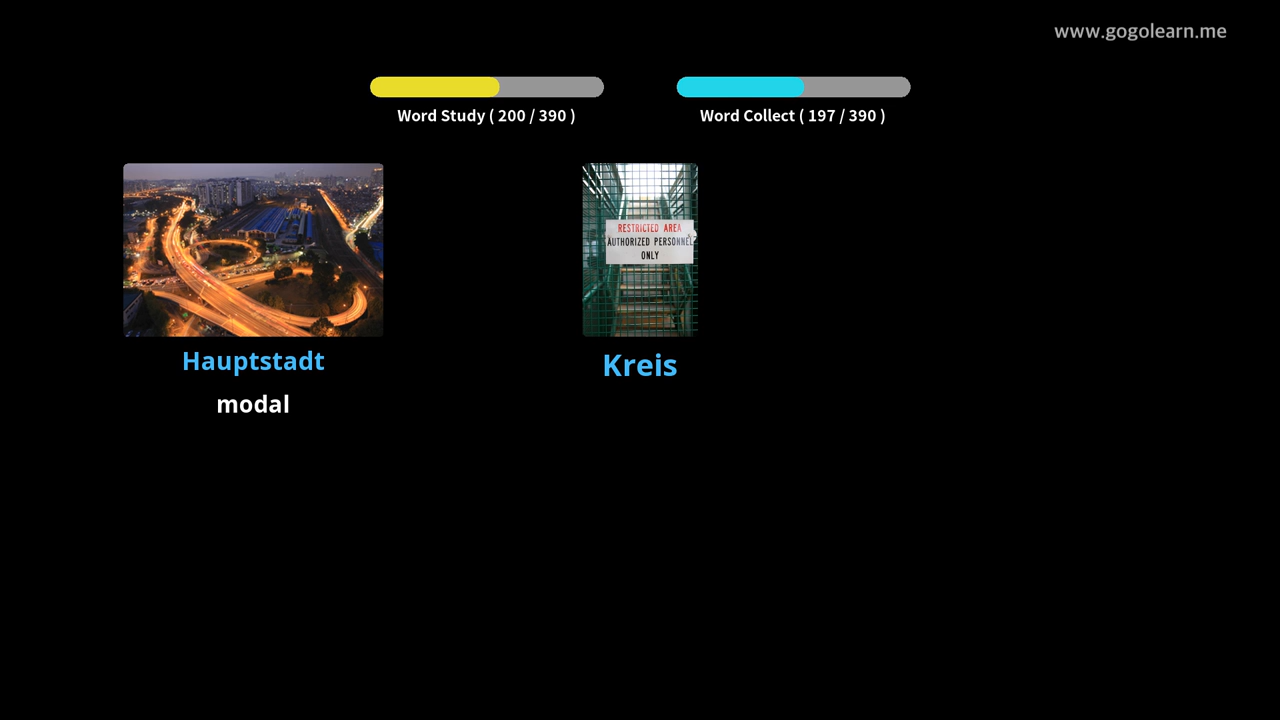 www.gogolearn.me
Word Study ( 200 / 390 )
Word Collect ( 197 / 390 )
RESTRICTED AREA
AUTHORIZED PERSONNEL
ONLY
Hauptstadt
Kreis
modal